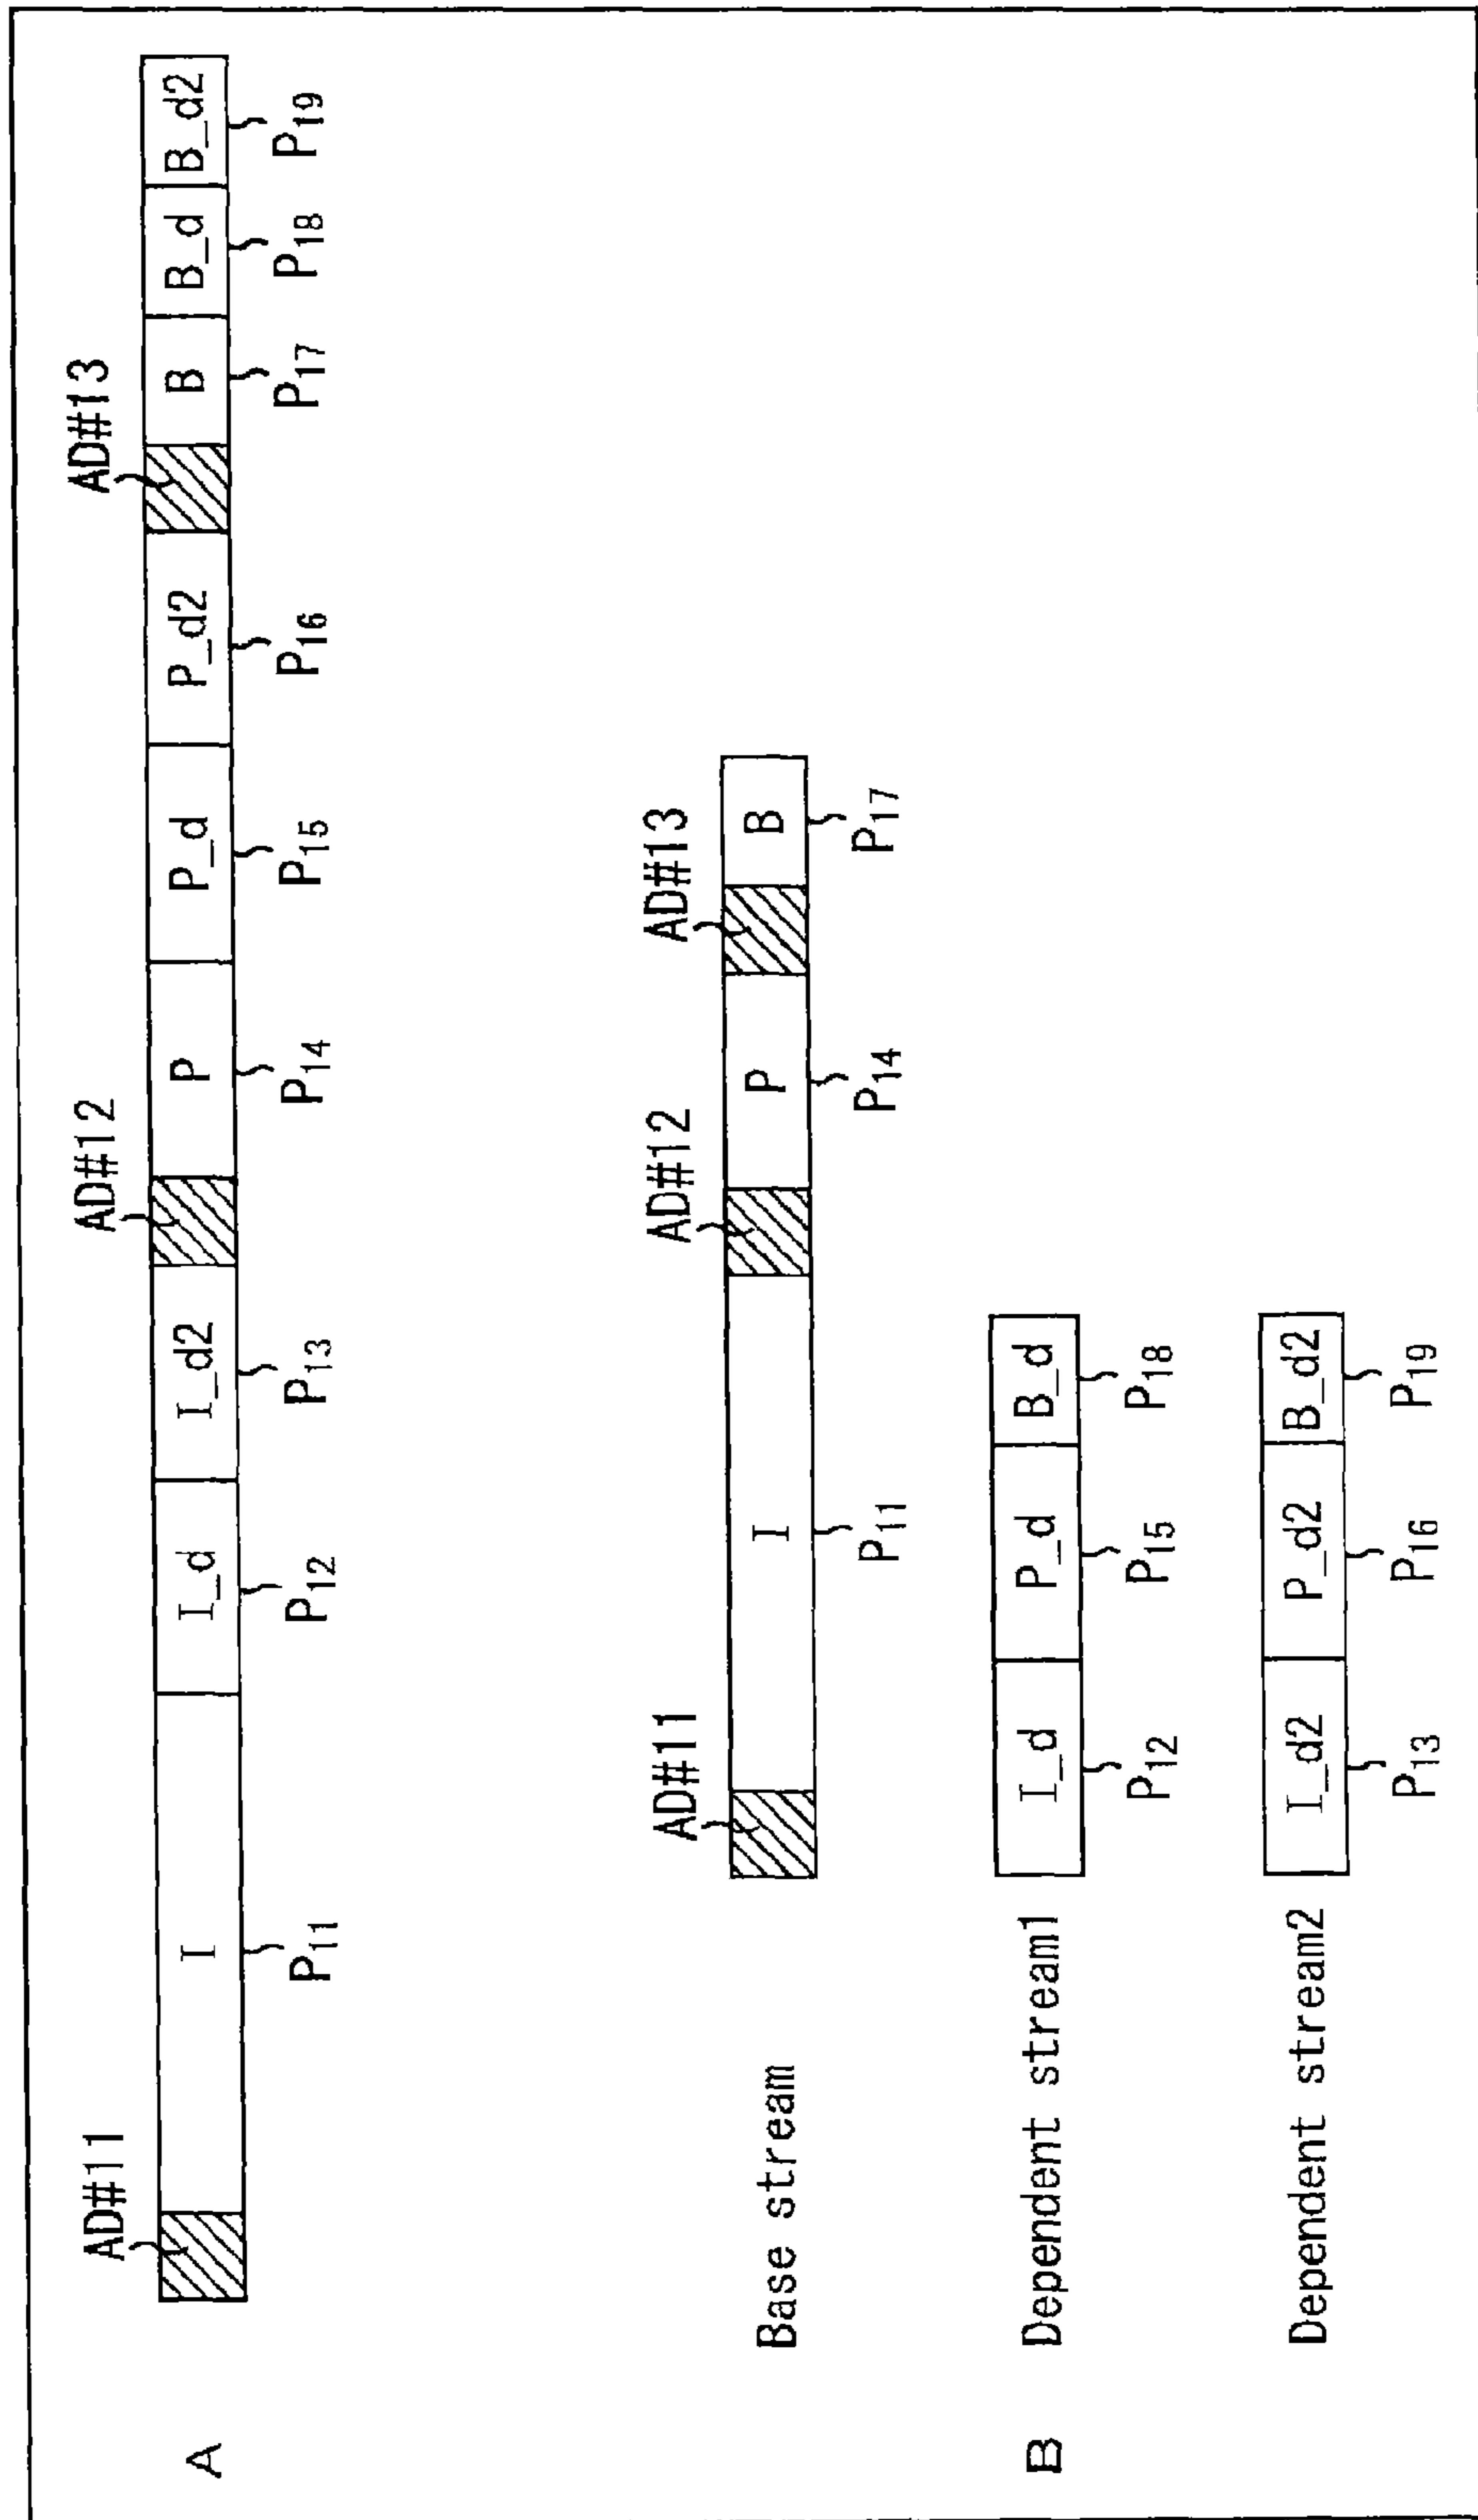 A
AD#11 AD#12 AD#13
I I_d I_d2 P P_d P_d2 B B_d B_d2
P11 P12 P13 P14 P15 P16 P17 P18 P19
B
AD#11 AD#12 AD#13
Base stream I P B
P11 P14 P17
Dependent stream1 I_d P_d B_d
P12 P15 P18
Dependent stream2 I_d2 P_d2 B_d2
P13 P16 P19